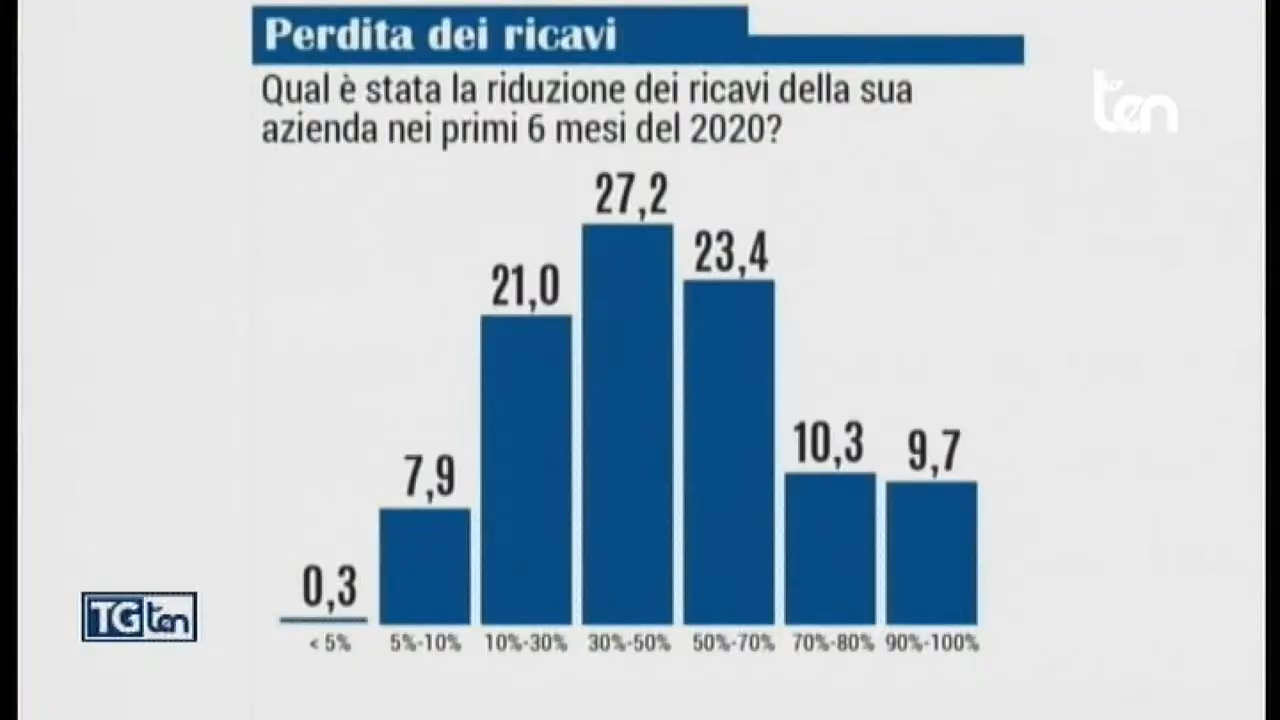 Perdita dei ricavi
Qual è stata la riduzione dei ricavi della sua
azienda nei primi 6 mesi del 2020?
ten
27,2
23,4
21,0
10,3
9,7
7,9
0,3
< 5% 5%-10% 10%-30% 30%-50% 50%-70% 70%-80% 90%-100%
TG ten